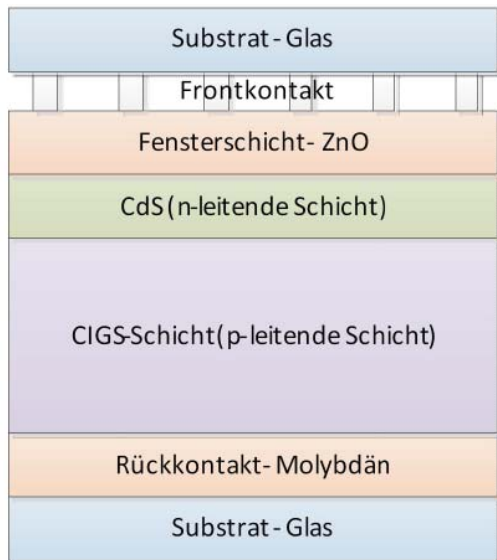 Substrat - Glas
Frontkontakt
Fensterschicht- ZnO
CdS (n-leitende Schicht)
CIGS-Schicht(p-leitende Schicht)
Rückkontakt- Molybdän
Substrat - Glas